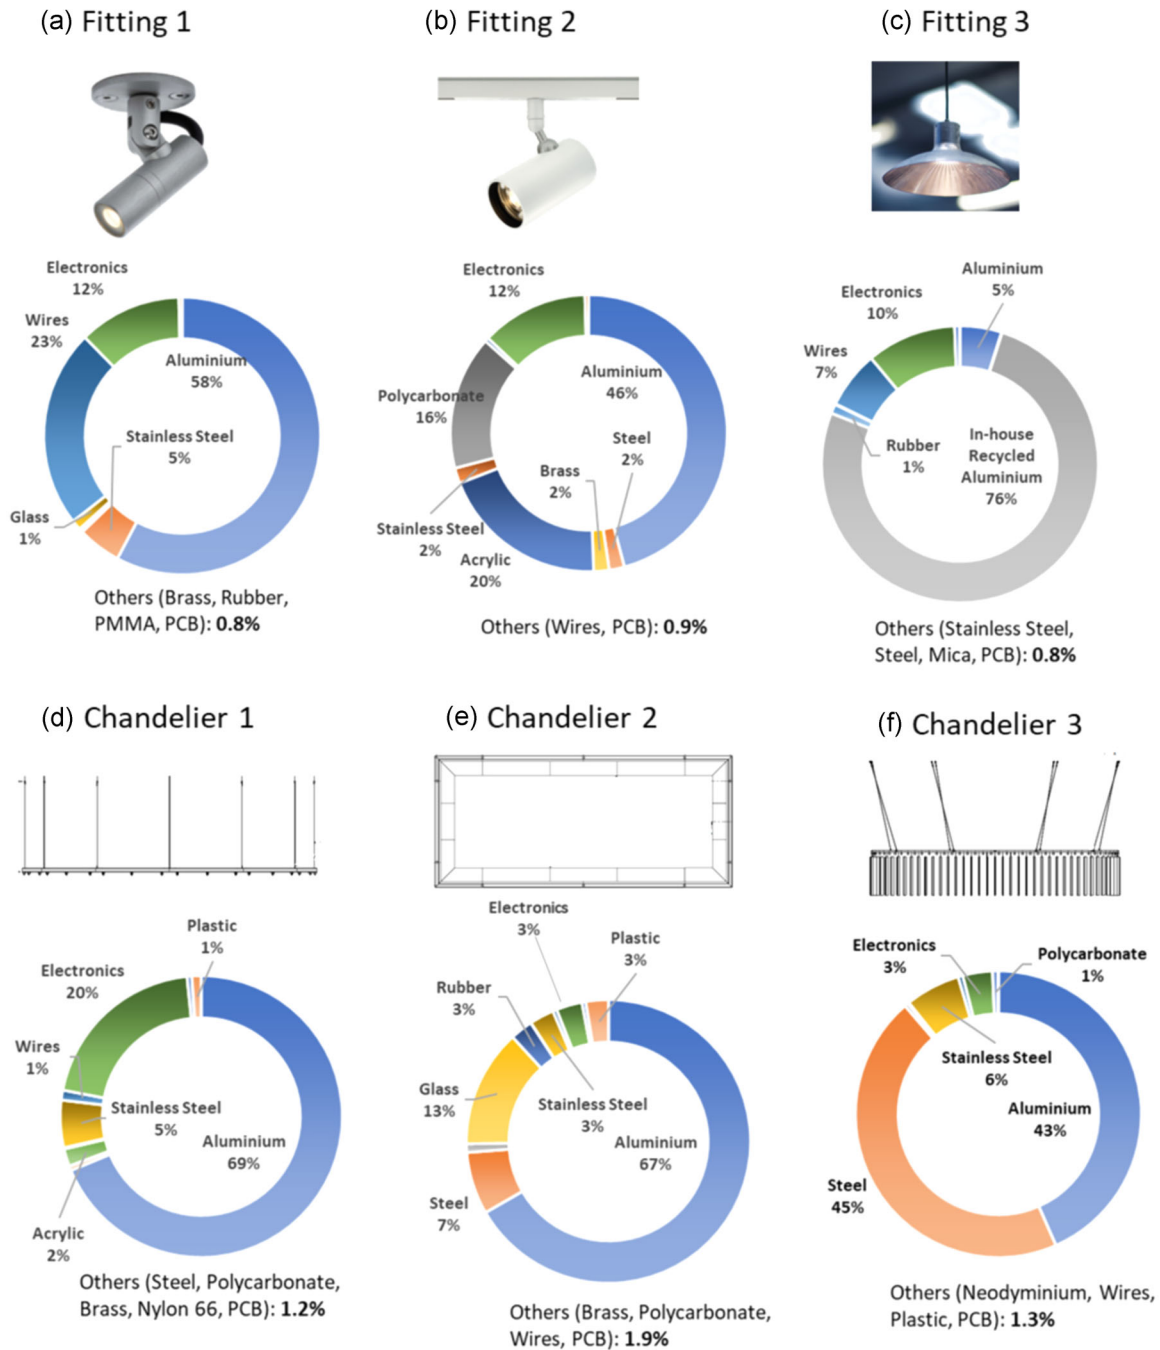 (a) Fitting 1
(b) Fitting 2
(c) Fitting 3
Electronics
12%
Wires
23%
Aluminium
58%
Stainless Steel
5%
Glass
1%
Others (Brass, Rubber,
PMMA, PCB): 0.8%
Electronics
12%
Polycarbonate
16%
Aluminium
46%
Steel
2%
Brass
2%
Stainless Steel
2%
Acrylic
20%
Others (Wires, PCB): 0.9%
Aluminium
5%
Electronics
10%
Wires
7%
Rubber
1%
In-house
Recycled
Aluminium
76%
Others (Stainless Steel,
Steel, Mica, PCB): 0.8%
(d) Chandelier 1
(e) Chandelier 2
(f) Chandelier 3
Plastic
1%
Electronics
20%
Wires
1%
Stainless Steel
5%
Aluminium
69%
Acrylic
2%
Others (Steel, Polycarbonate,
Brass, Nylon 66, PCB): 1.2%
Electronics
3%
Plastic
3%
Rubber
3%
Glass
13%
Stainless Steel
3%
Aluminium
67%
Steel
7%
Others (Brass, Polycarbonate,
Wires, PCB): 1.9%
Electronics
3%
Polycarbonate
1%
Stainless Steel
6%
Aluminium
43%
Steel
45%
Others (Neodyminium, Wires,
Plastic, PCB): 1.3%